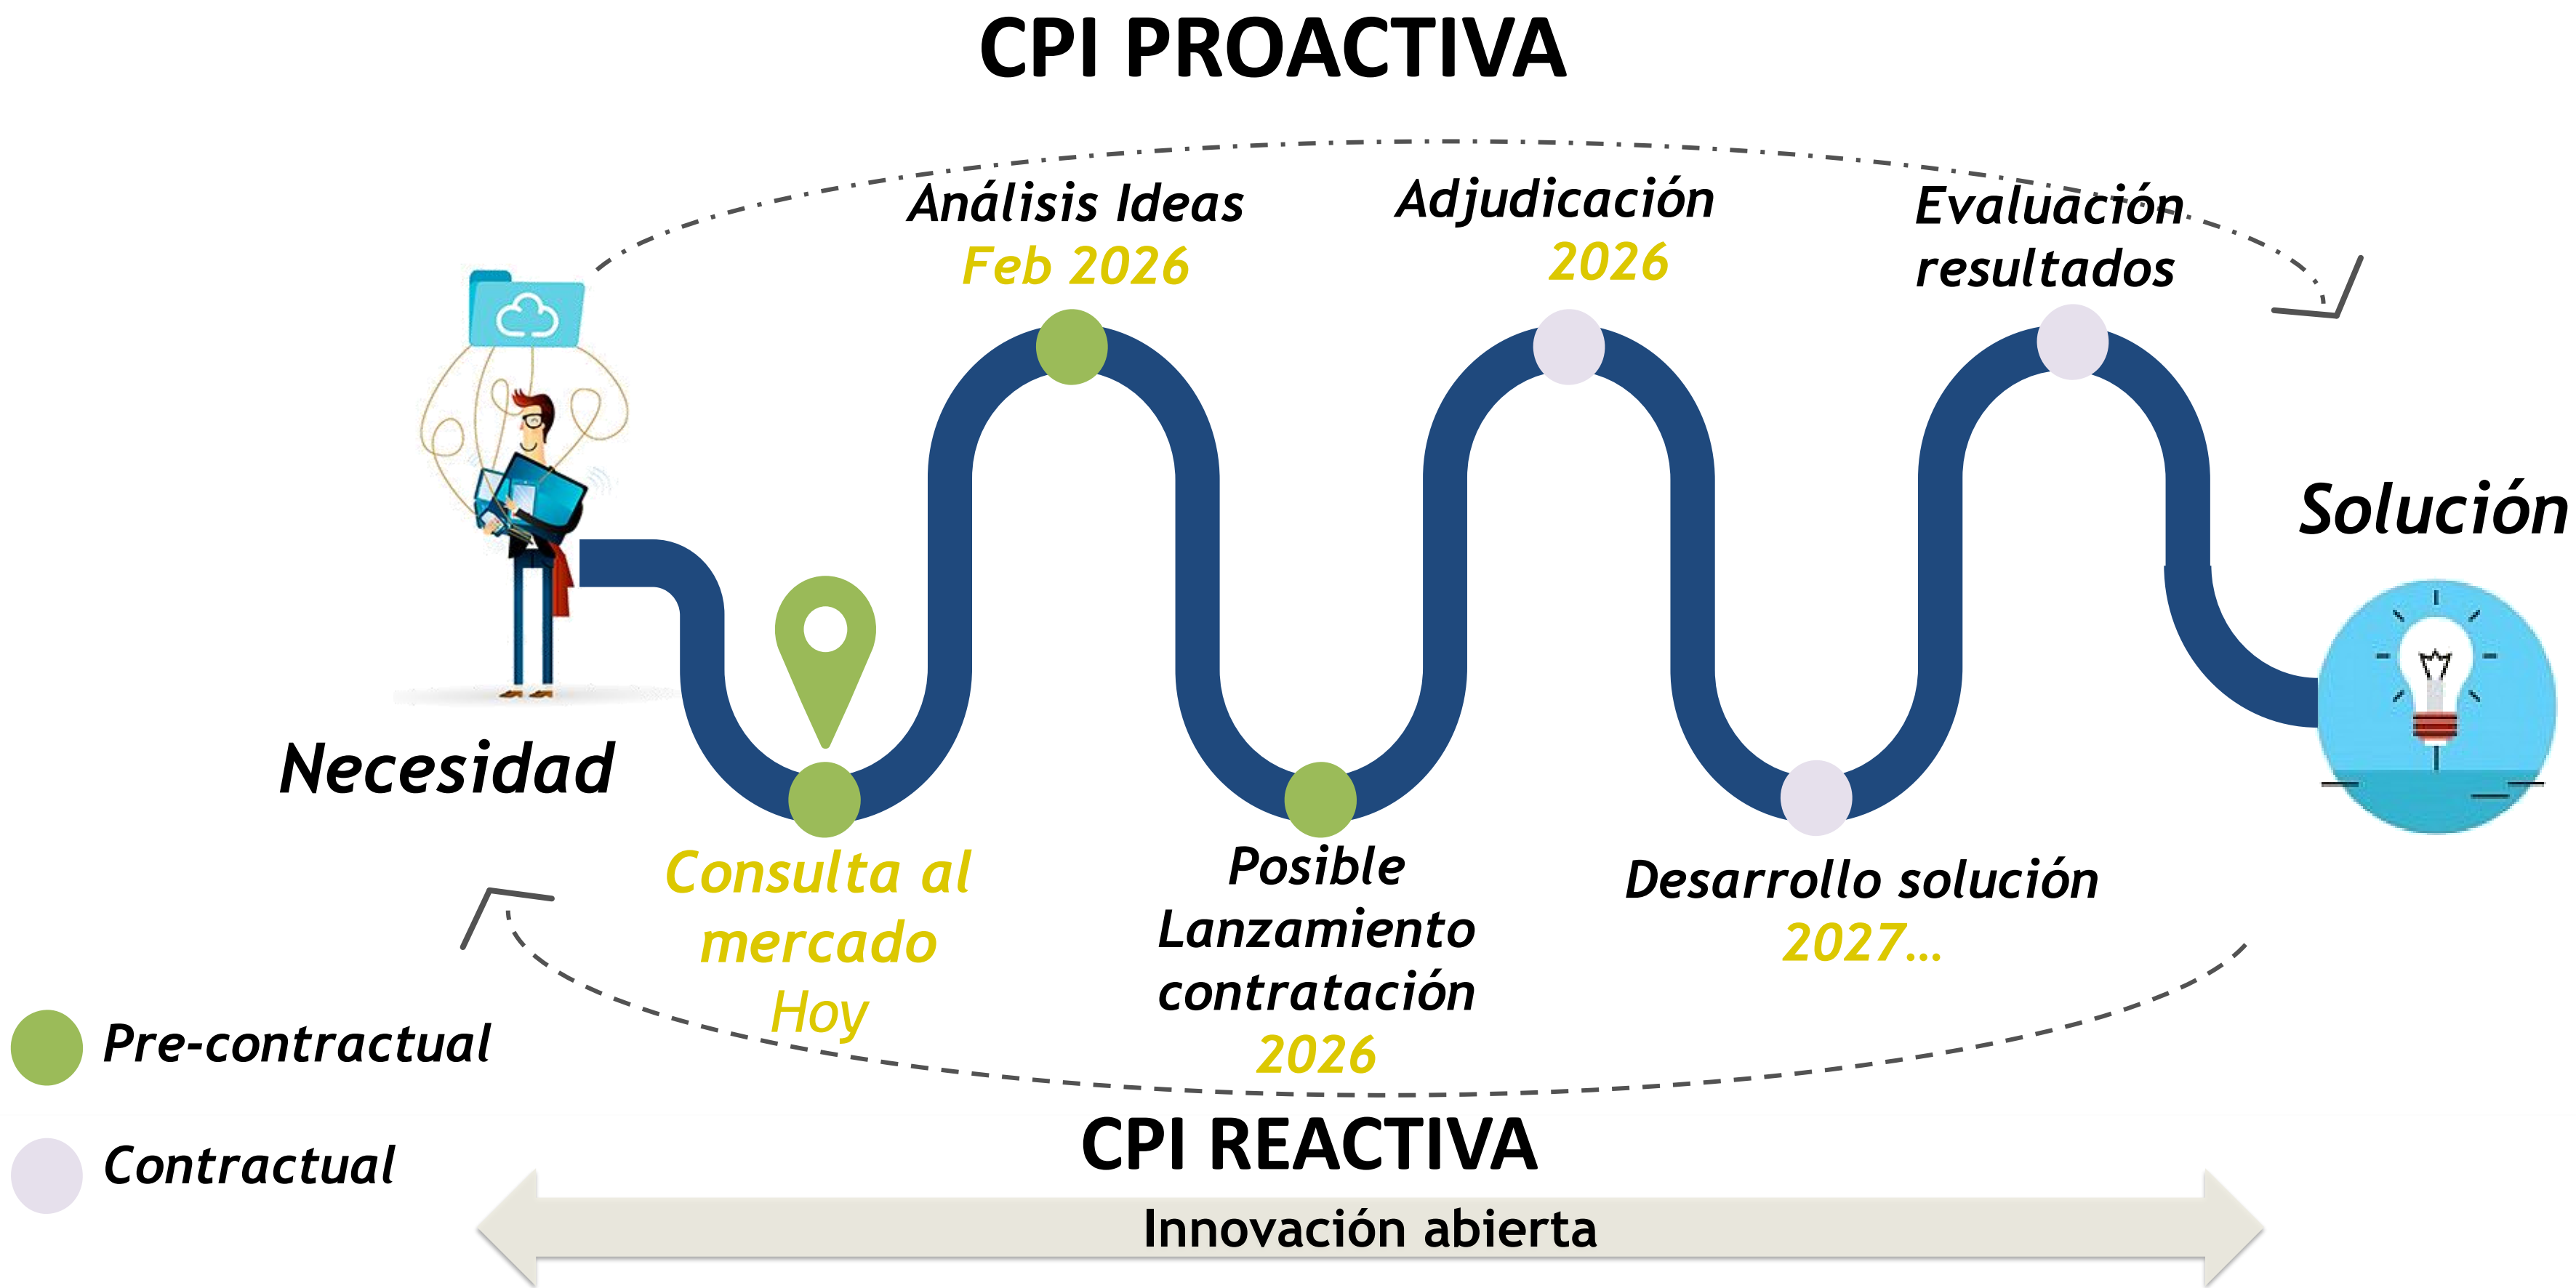 CPI PROACTIVA
Análisis Ideas
Feb 2026
Adjudicación
2026
Evaluación
resultados
Solución
Necesidad
Consulta al
mercado
Hoy
Posible
Lanzamiento
contratación
2026
Desarrollo solución
2027...
Pre-contractual
Contractual
CPI REACTIVA
Innovación abierta